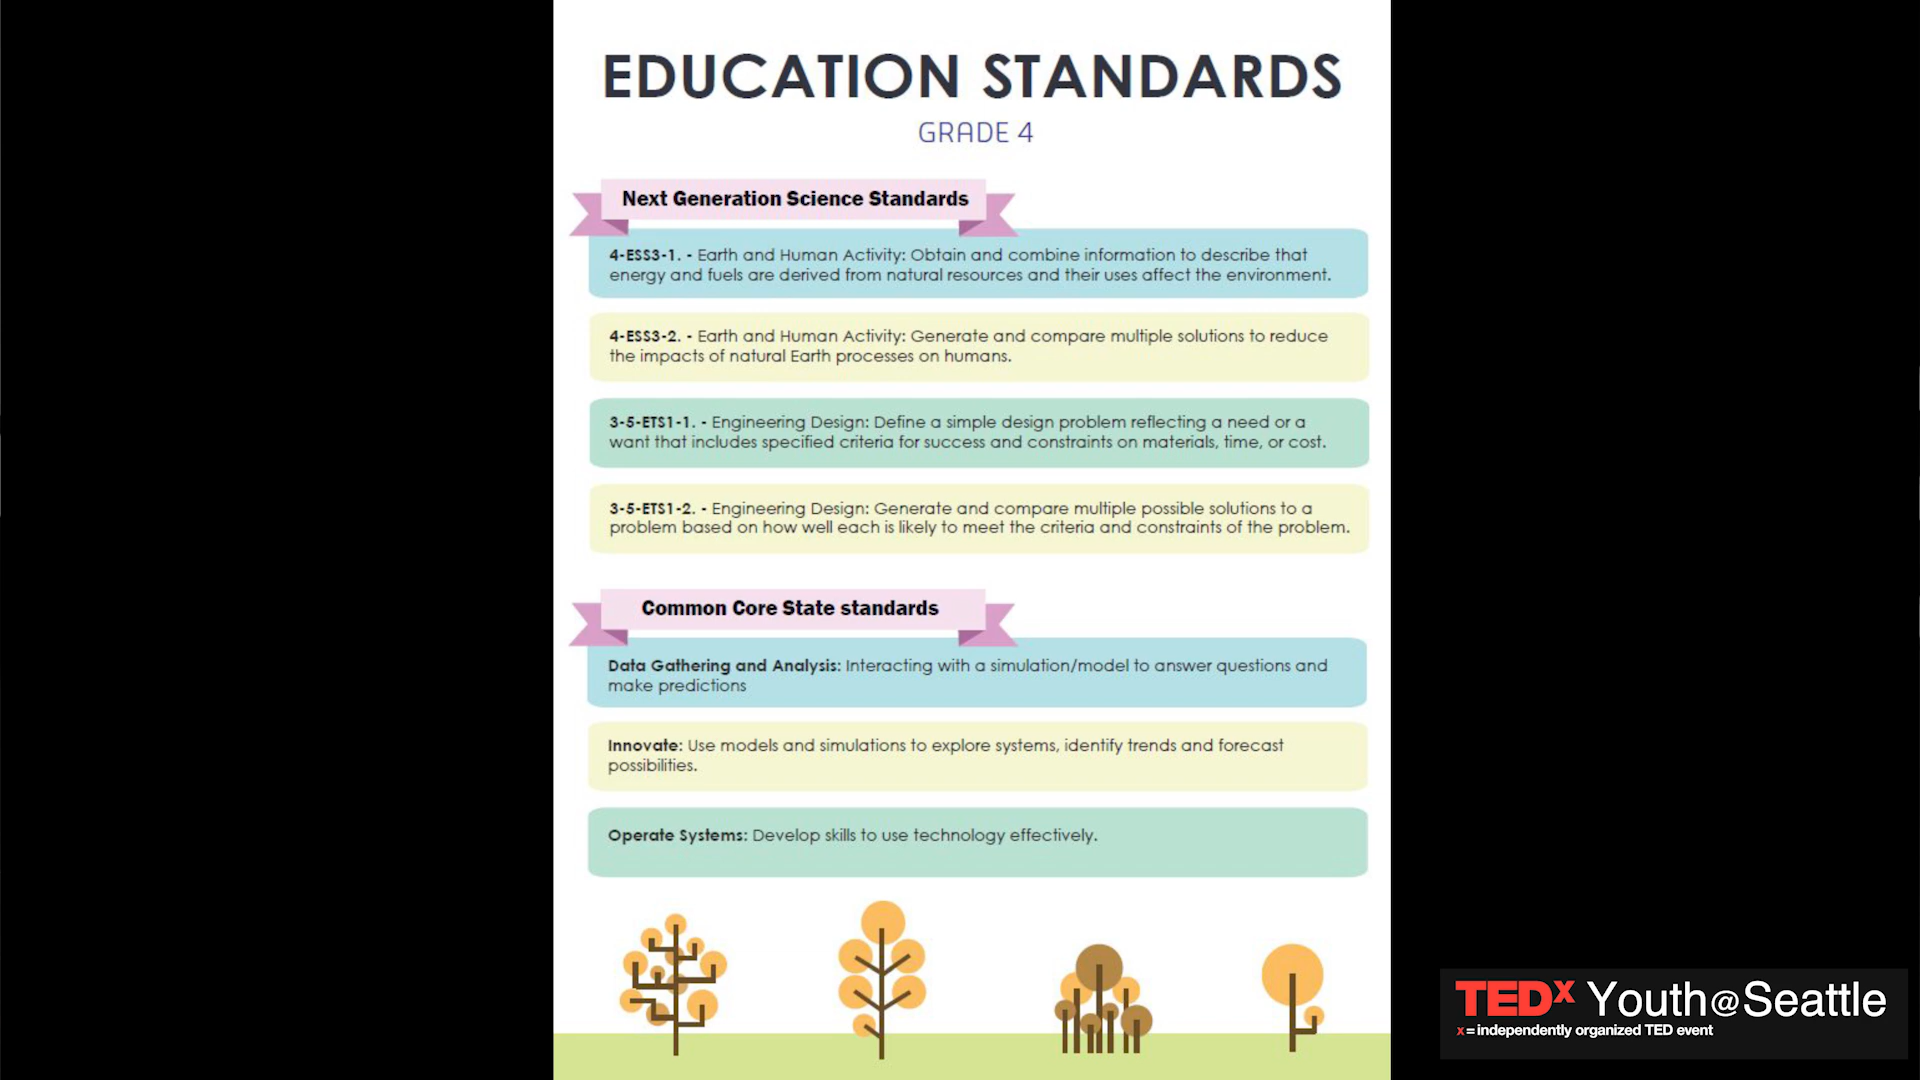 EDUCATION STANDARDS
GRADE 4
Next Generation Science Standards
4-ESS3-1. - Earth and Human Activity: Obtain and combine information to describe that
energy and fuels are derived from natural resources and their uses affect the environment.
4-ESS3-2. - Earth and Human Activity: Generate and compare multiple solutions to reduce
the impacts of natural Earth processes on humans.
3-5-ETS1-1. - Engineering Design: Define a simple design problem reflecting a need or a
want that includes specified criteria for success and constraints on materials, time, or cost.
3-5-ETS1-2. - Engineering Design: Generate and compare multiple possible solutions to a
problem based on how well each is likely to meet the criteria and constraints of the problem.
Common Core State standards
Data Gathering and Analysis: Interacting with a simulation/model to answer questions and
make predictions
Innovate: Use models and simulations to explore systems, identify trends and forecast
possibilities.
Operate Systems: Develop skills to use technology effectively.
TEDx Youth@Seattle
x = independently organized TED event